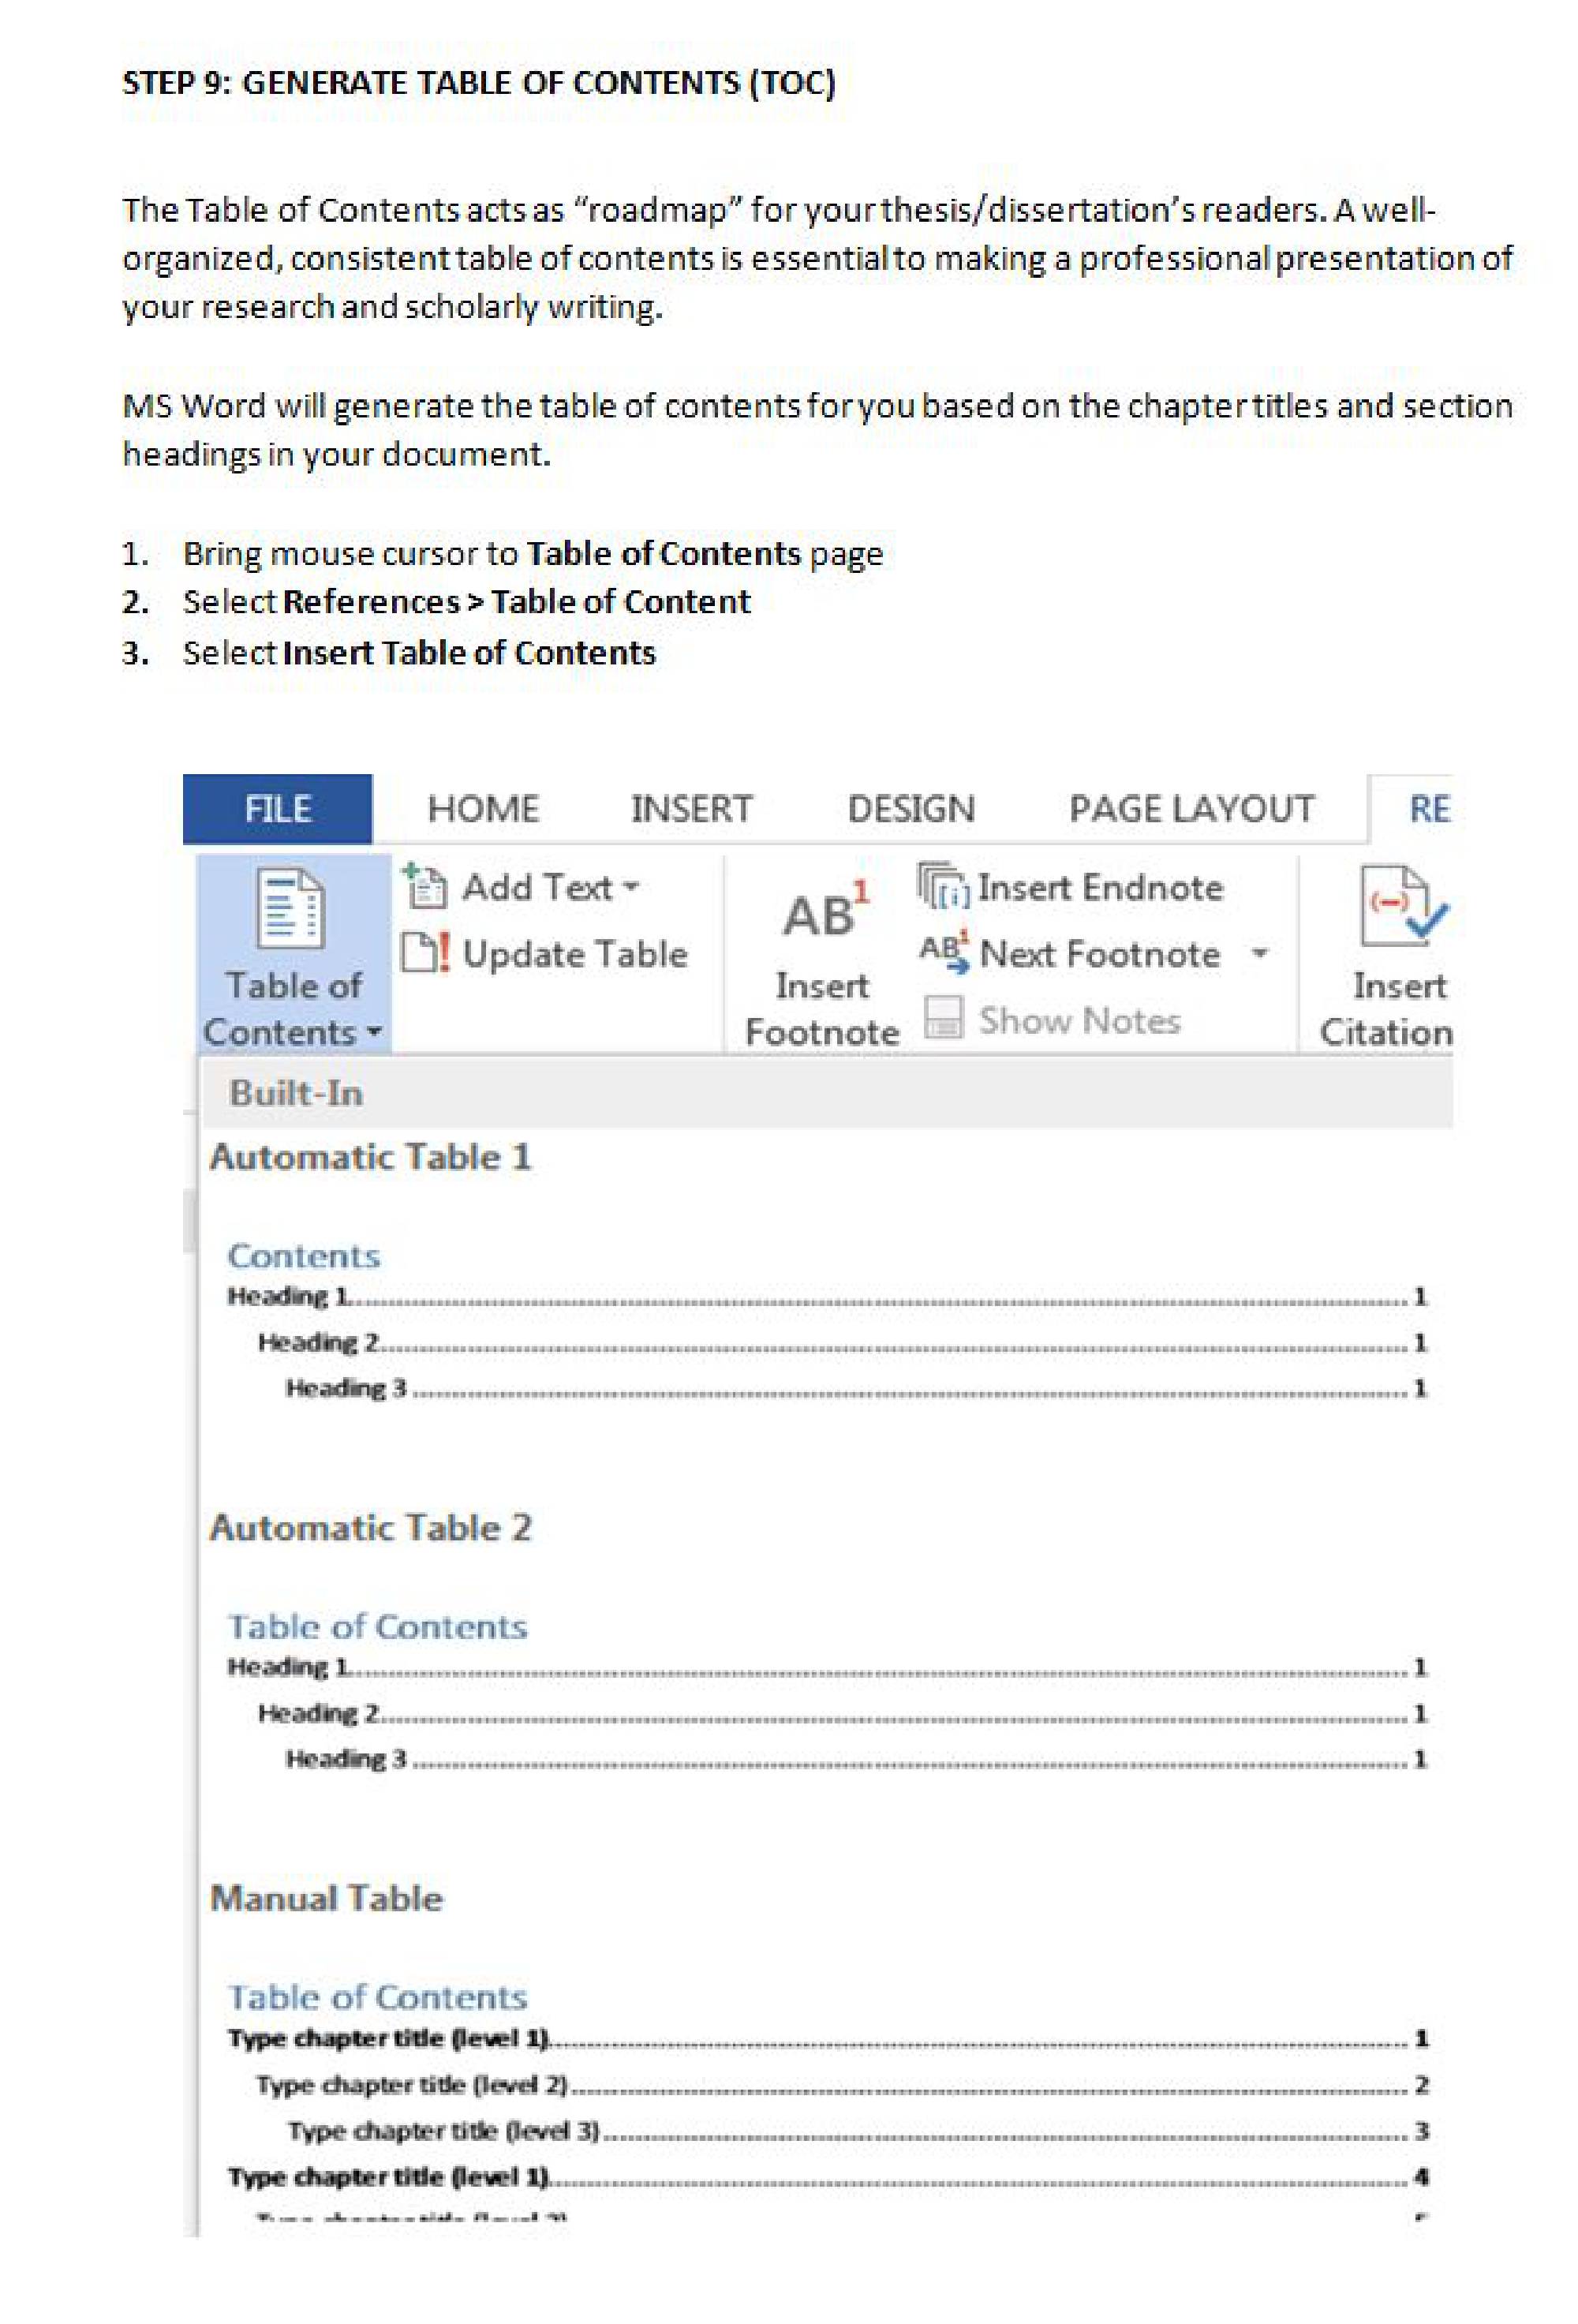 STEP 9: GENERATE TABLE OF CONTENTS (TOC)
The Table of Contents acts as “roadmap” for your thesis/dissertation’s readers. A well-
organized, consistent table of contents is essential to making a professional presentation of
your research and scholarly writing.
MS Word will generate the table of contents for you based on the chapter titles and section
headings in your document.
1. Bring mouse cursor to Table of Contents page
2. Select References > Table of Content
3. Select Insert Table of Contents
FILE HOME INSERT DESIGN PAGE LAYOUT RE
Add Text
Update Table
Table of
Contents
AB1
Insert
Footnote
[i] Insert Endnote
AB1 Next Footnote
Show Notes
(-)
Insert
Citation
Built-In
Automatic Table 1
Contents
Heading 1 1
Heading 2 1
Heading 3 1
Automatic Table 2
Table of Contents
Heading 1 1
Heading 2 1
Heading 3 1
Manual Table
Table of Contents
Type chapter title (level 1) 1
Type chapter title (level 2) 2
Type chapter title (level 3) 3
Type chapter title (level 1) 4